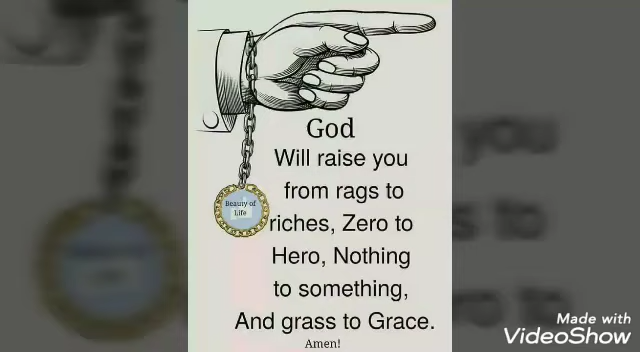 God
Will raise you
from rags to
riches, Zero to
Hero, Nothing
to something,
And grass to Grace.
Amen!
Beauty of
Life
Made with
VideoShow